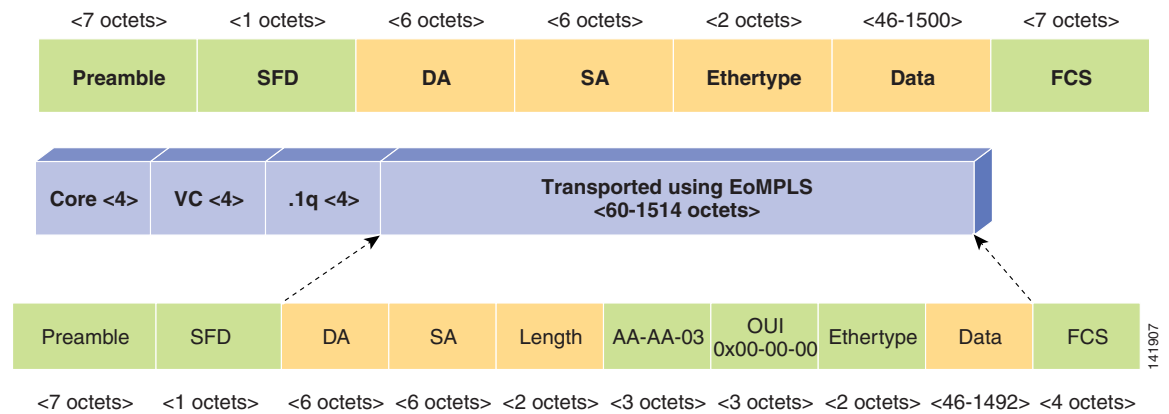 <7 octets> <1 octets> <6 octets> <6 octets> <2 octets> <46-1500> <7 octets>
Preamble SFD DA SA Ethertype Data FCS
Core <4> VC <4> .1q <4> Transported using EoMPLS
<60-1514 octets>
Preamble SFD DA SA Length AA-AA-03 OUI
0x00-00-00 Ethertype Data FCS
<7 octets> <1 octets> <6 octets> <6 octets> <2 octets> <3 octets> <3 octets> <2 octets> <46-1492> <4 octets>
141907